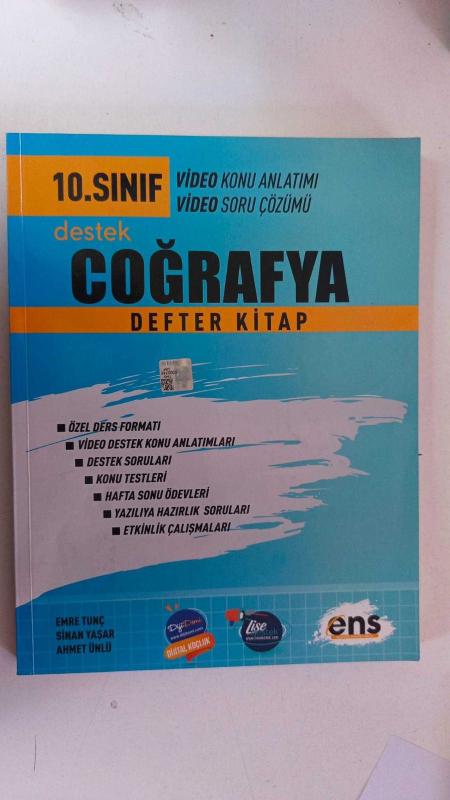 10.SINIF
VİDEO KONU ANLATIMI
VİDEO SORU ÇÖZÜMÜ
destek
COĞRAFYA
DEFTER KİTAP
ÖZEL DERS FORMATI
VİDEO DESTEK KONU ANLATIMLARI
DESTEK SORULARI
KONU TESTLERİ
HAFTA SONU ÖDEVLERİ
YAZILIYA HAZIRLIK SORULARI
ETKİNLİK ÇALIŞMALARI
EMRE TUNÇ
SİNAN YAŞAR
AHMET ÜNLÜ
DijiDers
DİJİTAL KOÇLUK
Lise
ens